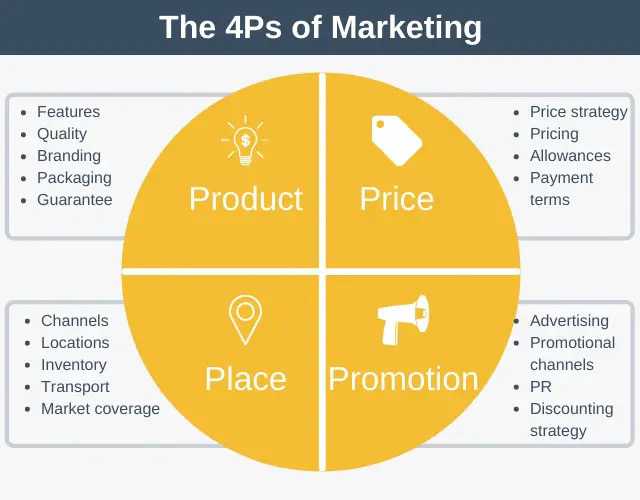 The 4Ps of Marketing
Features
Quality
Branding
Packaging
Guarantee
$
Product
Price
Price strategy
Pricing
Allowances
Payment
terms
Channels
Locations
Inventory
Transport
Market coverage
Place
Promotion
Advertising
Promotional
channels
PR
Discounting
strategy